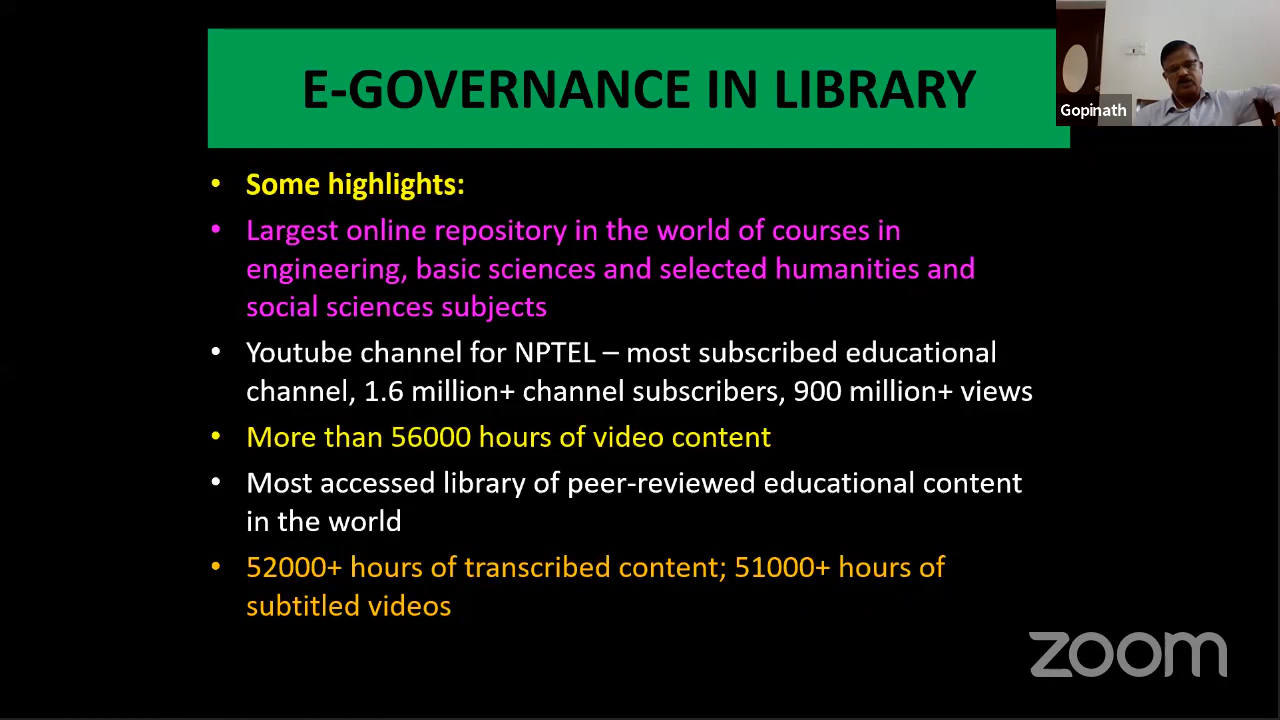 E-GOVERNANCE IN LIBRARY
Gopinath
• Some highlights:
• Largest online repository in the world of courses in
engineering, basic sciences and selected humanities and
social sciences subjects
• Youtube channel for NPTEL – most subscribed educational
channel, 1.6 million+ channel subscribers, 900 million+ views
• More than 56000 hours of video content
• Most accessed library of peer-reviewed educational content
in the world
• 52000+ hours of transcribed content; 51000+ hours of
subtitled videos
zoom